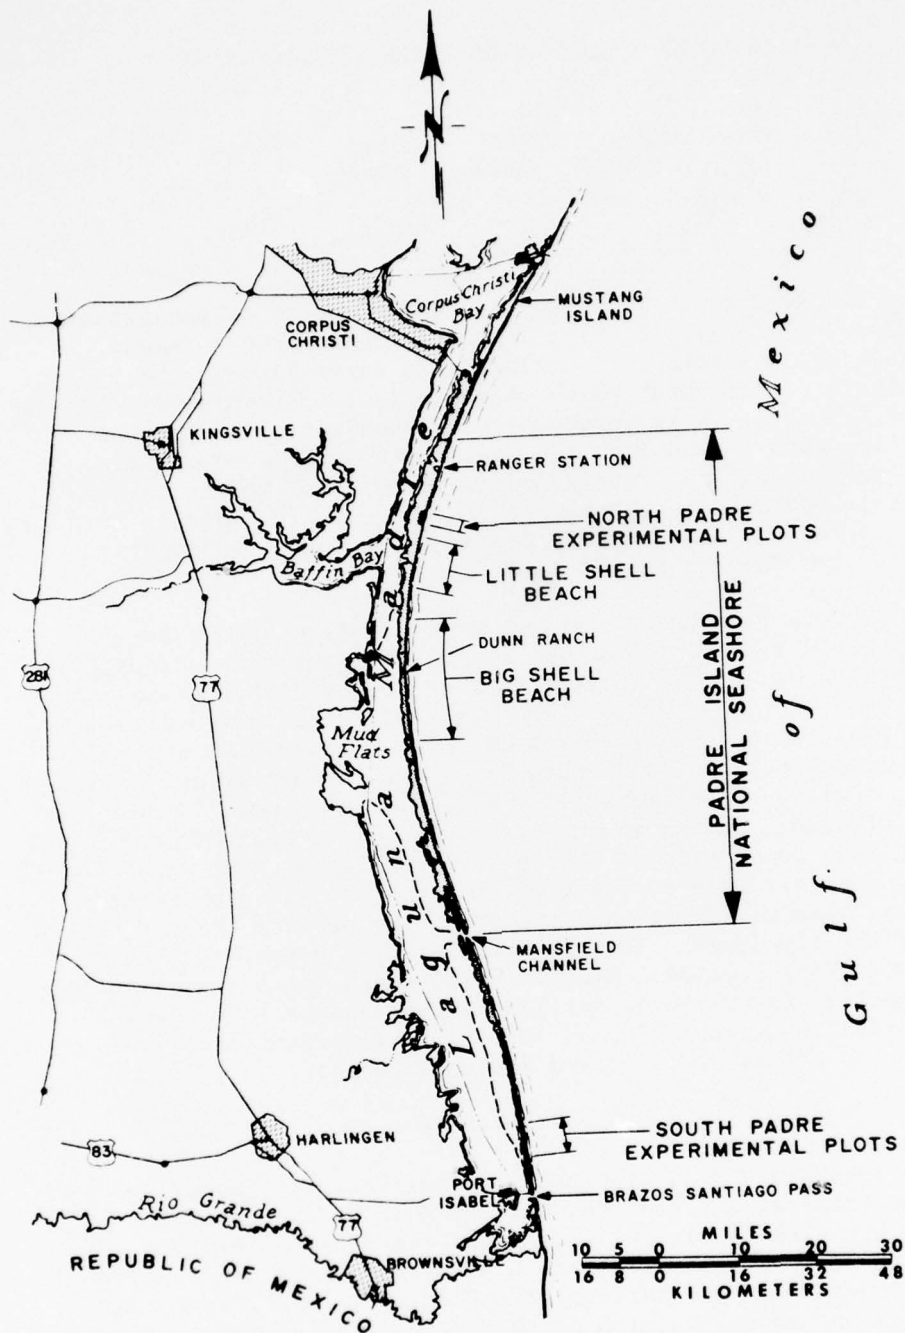 N
Corpus Christi
Bay
MUSTANG
ISLAND
CORPUS
CHRISTI
KINGSVILLE
RANGER STATION
NORTH PADRE
EXPERIMENTAL PLOTS
Baffin Bay
LITTLE SHELL
BEACH
DUNN RANCH
BIG SHELL
BEACH
281
77
Mud
Flats
Laguna Madre
PADRE ISLAND
NATIONAL SEASHORE
Gulf of Mexico
MANSFIELD
CHANNEL
HARLINGEN
83
SOUTH PADRE
EXPERIMENTAL PLOTS
PORT
ISABEL
BRAZOS SANTIAGO PASS
Rio Grande
77
BROWNSVILLE
REPUBLIC OF MEXICO
MILES
10 5 0 10 20 30
16 8 0 16 32 48
KILOMETERS